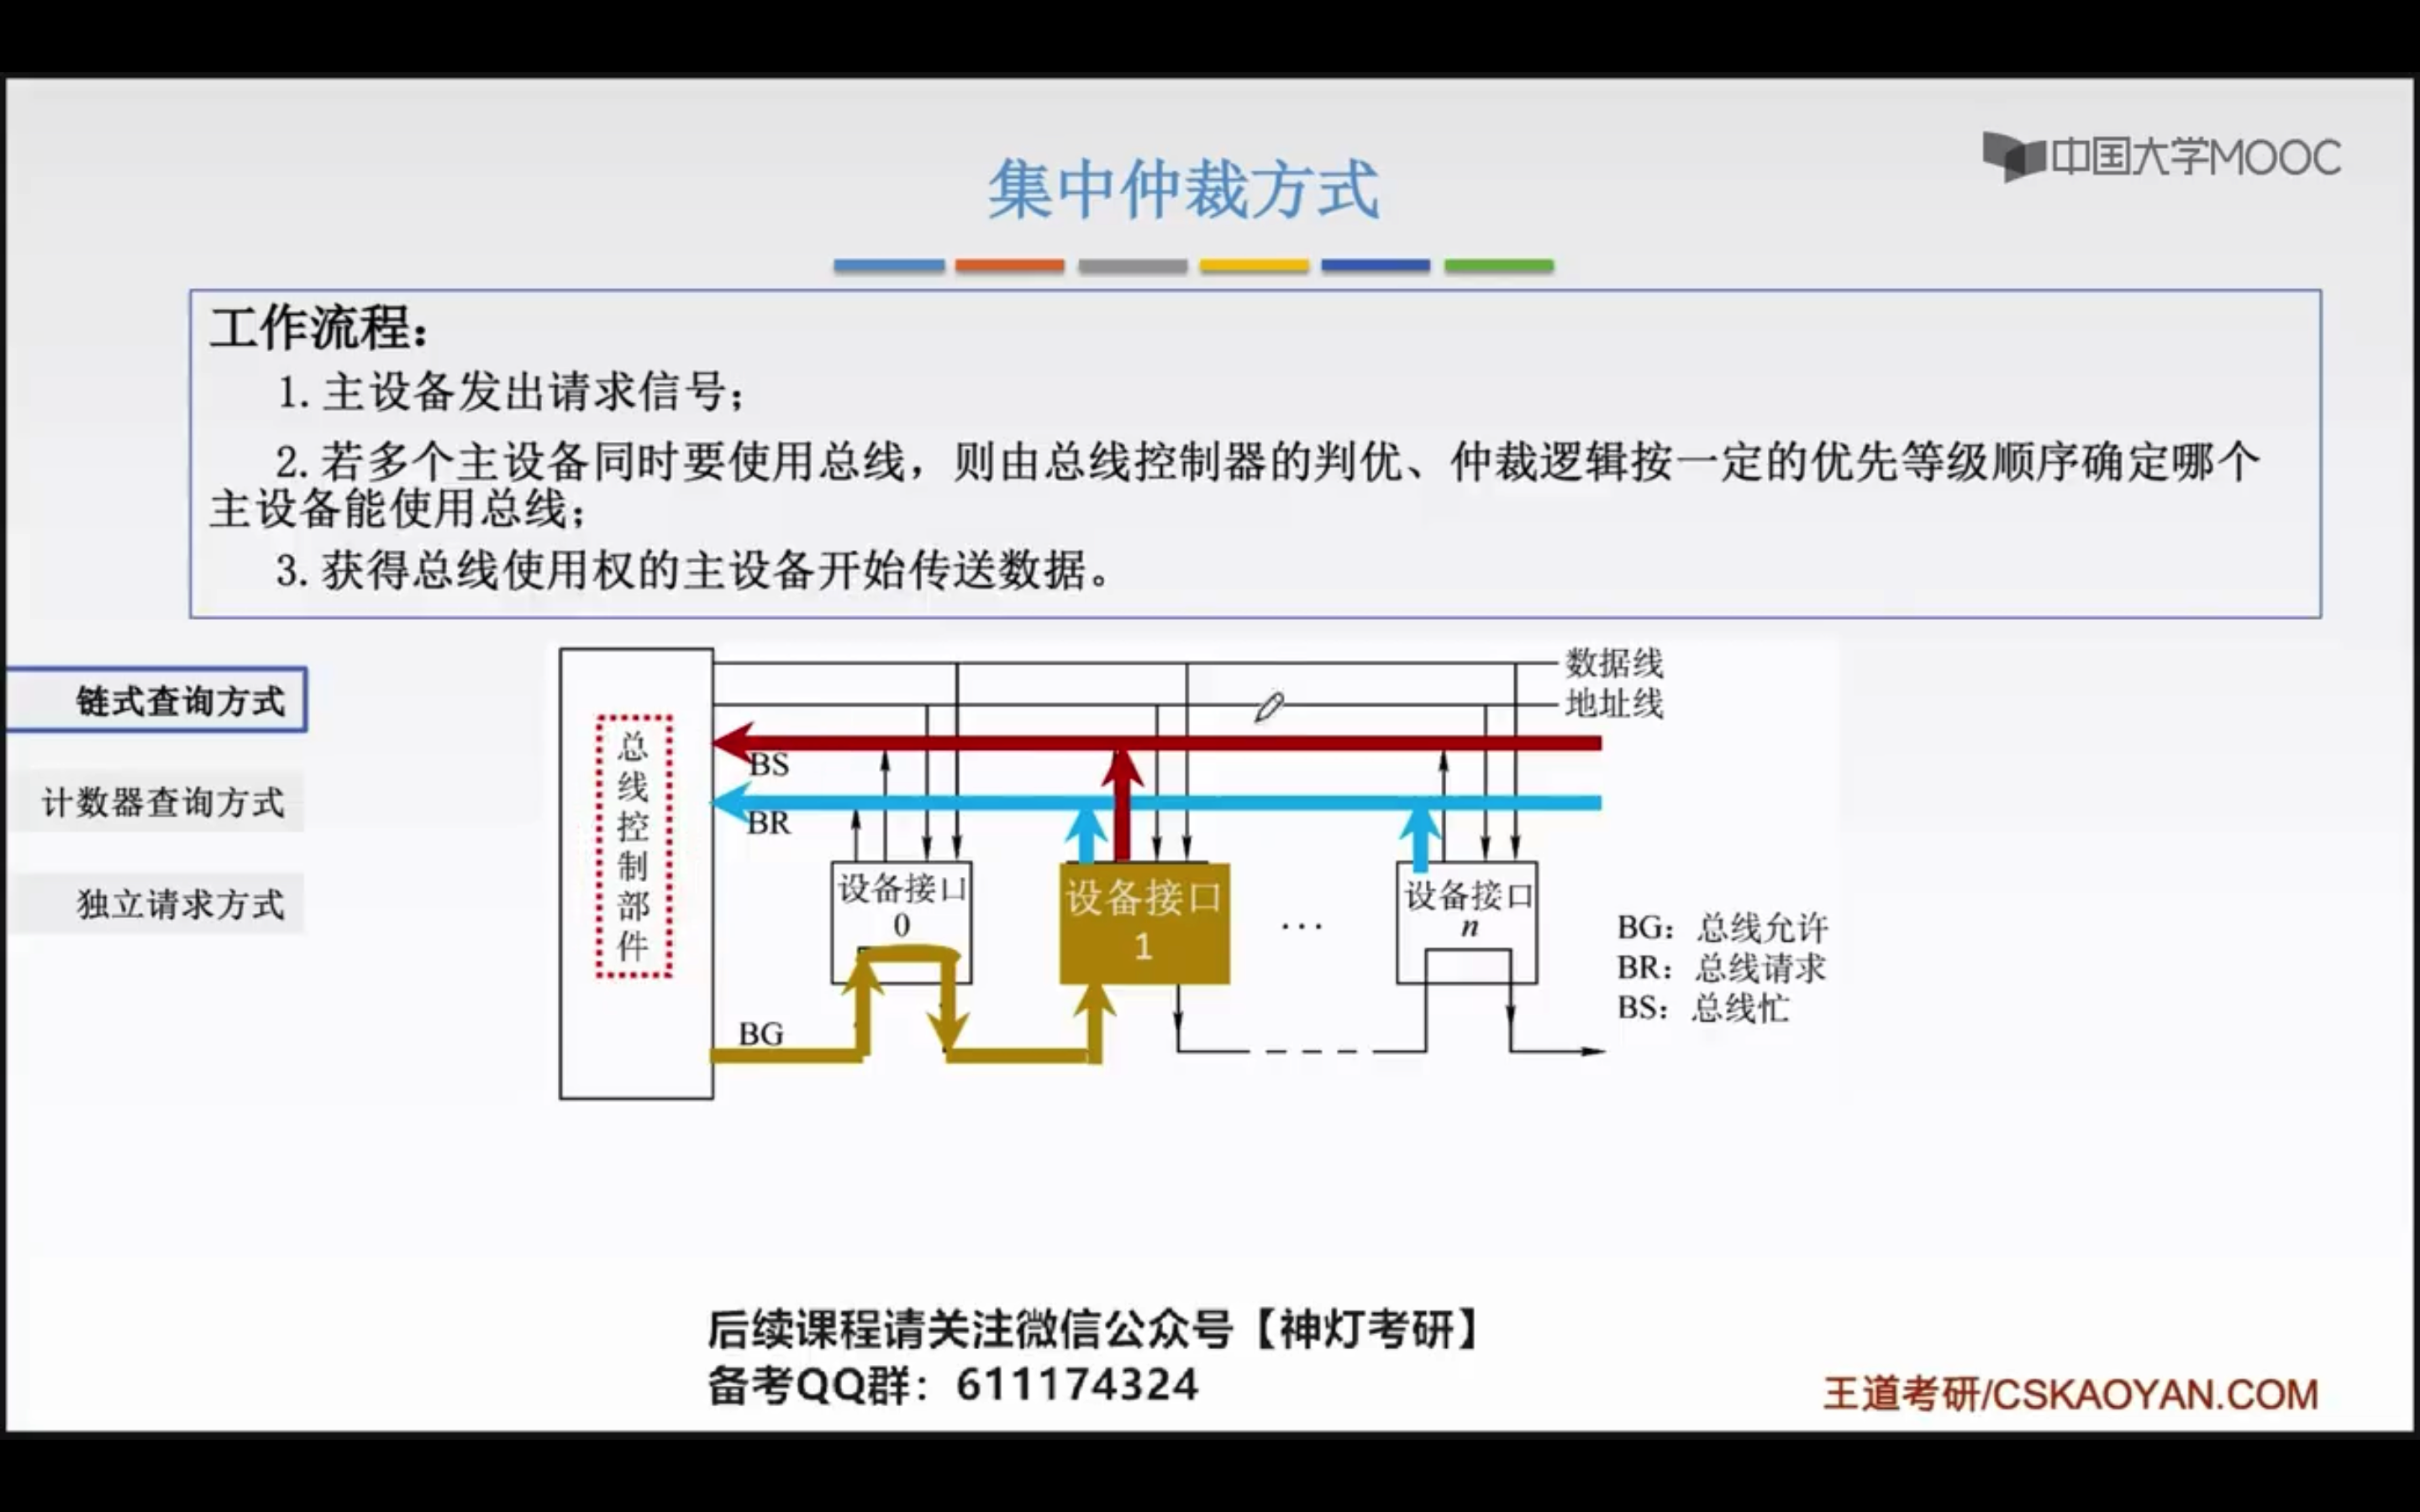 中国大学MOOC
集中仲裁方式
工作流程：
1. 主设备发出请求信号；
2. 若多个主设备同时要使用总线，则由总线控制器的判优、仲裁逻辑按一定的优先等级顺序确定哪个
主设备能使用总线；
3. 获得总线使用权的主设备开始传送数据。
链式查询方式
计数器查询方式
独立请求方式
总线控制部件
数据线
地址线
BS
BR
设备接口
0
设备接口
1
...
设备接口
n
BG
BG：总线允许
BR：总线请求
BS：总线忙
后续课程请关注微信公众号【神灯考研】
备考QQ群：611174324
王道考研/CSKAOYAN.COM